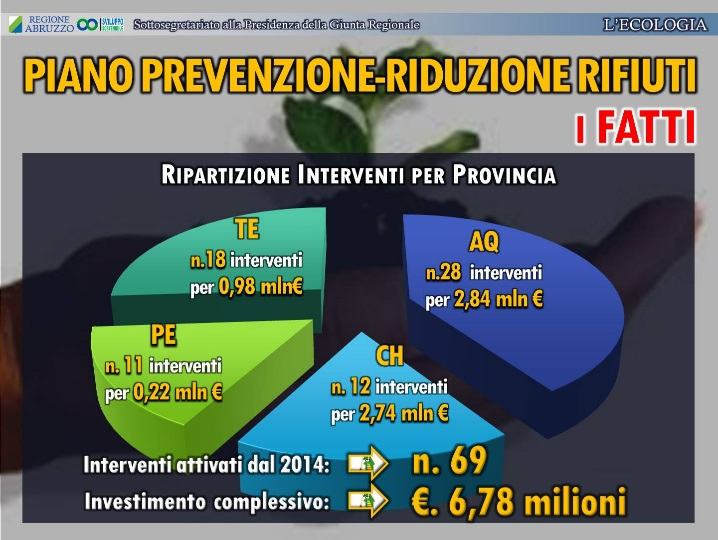 REGIONE
ABRUZZO
SVILUPPO
SOSTENIBILE
Sottosegretariato alla Presidenza della Giunta Regionale
L'ECOLOGIA
PIANO PREVENZIONE-RIDUZIONE RIFIUTI
I FATTI
RIPARTIZIONE INTERVENTI PER PROVINCIA
TE
n.18 interventi
per 0,98 mln€
AQ
n.28 interventi
per 2,84 mln €
PE
n. 11 interventi
per 0,22 mln €
CH
n. 12 interventi
per 2,74 mln €
Interventi attivati dal 2014: n. 69
Investimento complessivo: €. 6,78 milioni